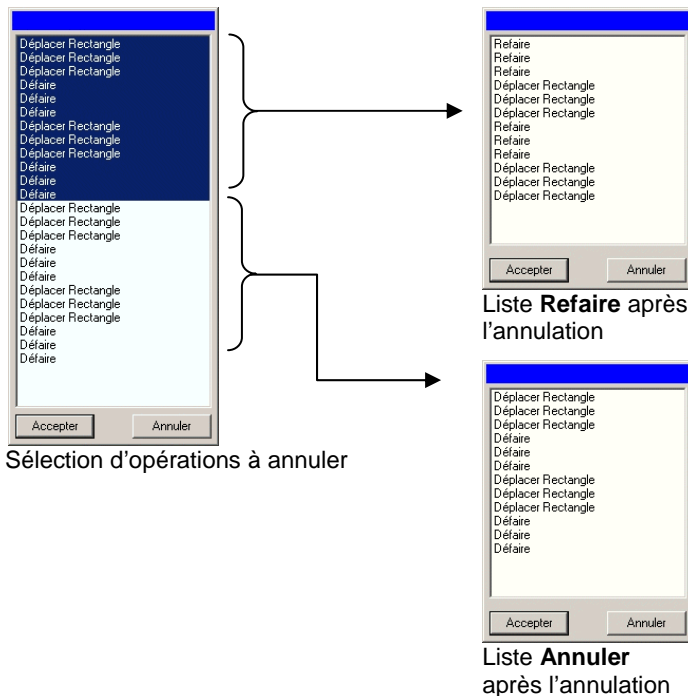 Déplacer Rectangle
Déplacer Rectangle
Déplacer Rectangle
Défaire
Défaire
Défaire
Déplacer Rectangle
Déplacer Rectangle
Déplacer Rectangle
Défaire
Défaire
Défaire
Déplacer Rectangle
Déplacer Rectangle
Déplacer Rectangle
Défaire
Défaire
Défaire
Déplacer Rectangle
Déplacer Rectangle
Déplacer Rectangle
Défaire
Défaire
Défaire
Accepter Annuler
Sélection d'opérations à annuler
Refaire
Refaire
Refaire
Déplacer Rectangle
Déplacer Rectangle
Déplacer Rectangle
Refaire
Refaire
Refaire
Déplacer Rectangle
Déplacer Rectangle
Déplacer Rectangle
Accepter Annuler
Liste Refaire après
l'annulation
Déplacer Rectangle
Déplacer Rectangle
Déplacer Rectangle
Défaire
Défaire
Défaire
Déplacer Rectangle
Déplacer Rectangle
Déplacer Rectangle
Défaire
Défaire
Défaire
Accepter Annuler
Liste Annuler
après l'annulation